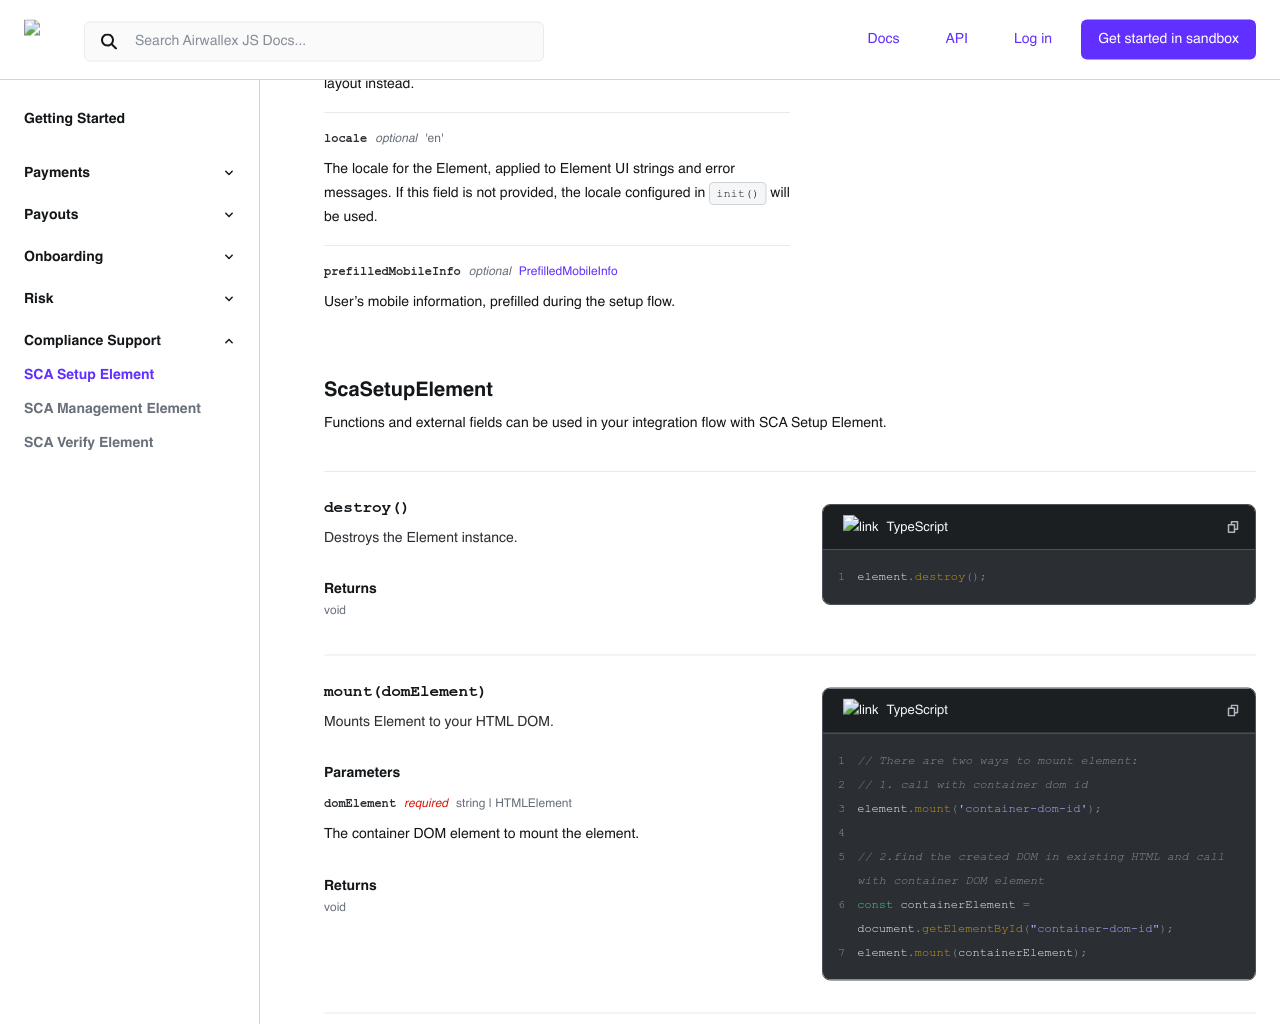 Search Airwallex JS Docs...
Docs
API
Log in
Get started in sandbox
Getting Started
Payments
Payouts
Onboarding
Risk
Compliance Support
SCA Setup Element
SCA Management Element
SCA Verify Element
layout instead.
locale optional 'en'
The locale for the Element, applied to Element UI strings and error
messages. If this field is not provided, the locale configured in init() will
be used.
prefilledMobileInfo optional PrefilledMobileInfo
User’s mobile information, prefilled during the setup flow.
ScaSetupElement
Functions and external fields can be used in your integration flow with SCA Setup Element.
destroy()
Destroys the Element instance.
Returns
void
link TypeScript
1 element.destroy();
mount(domElement)
Mounts Element to your HTML DOM.
Parameters
domElement required string | HTMLElement
The container DOM element to mount the element.
Returns
void
link TypeScript
1 // There are two ways to mount element:
2 // 1. call with container dom id
3 element.mount('container-dom-id');
4
5 // 2.find the created DOM in existing HTML and call
with container DOM element
6 const containerElement =
document.getElementById("container-dom-id");
7 element.mount(containerElement);